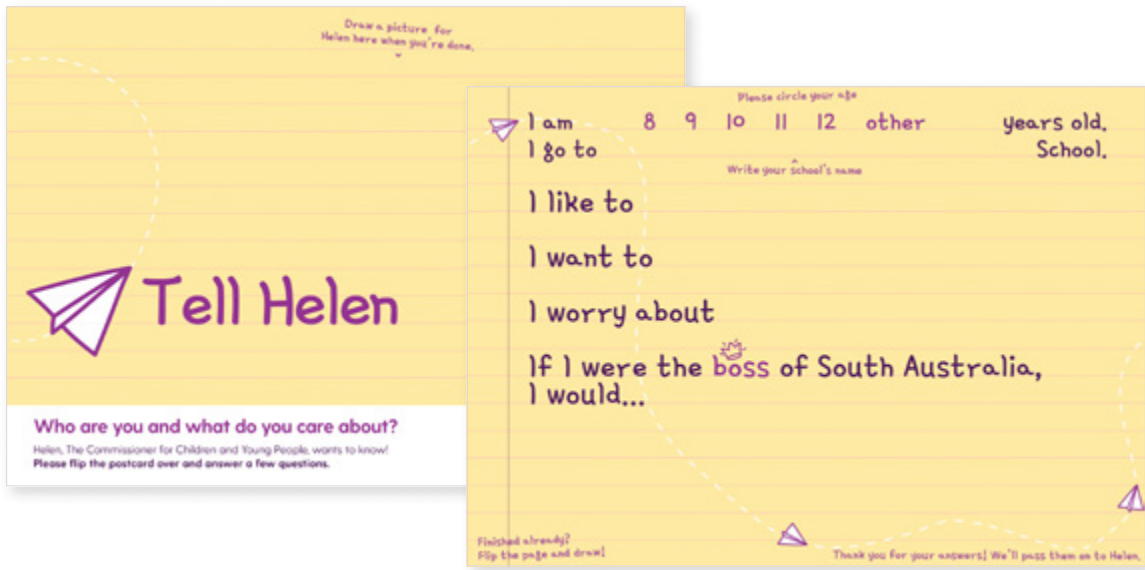 Draw a picture for
Helen here when you're done.
Tell Helen
Who are you and what do you care about?
Helen, The Commissioner for Children and Young People, wants to know!
Please flip the postcard over and answer a few questions.
Please circle your age
I am 8 9 10 11 12 other years old.
I go to School.
Write your school's name
I like to
I want to
I worry about
If I were the boss of South Australia,
I would...
Finished already?
Flip the page and draw!
Thank you for your answers! We'll pass them on to Helen.